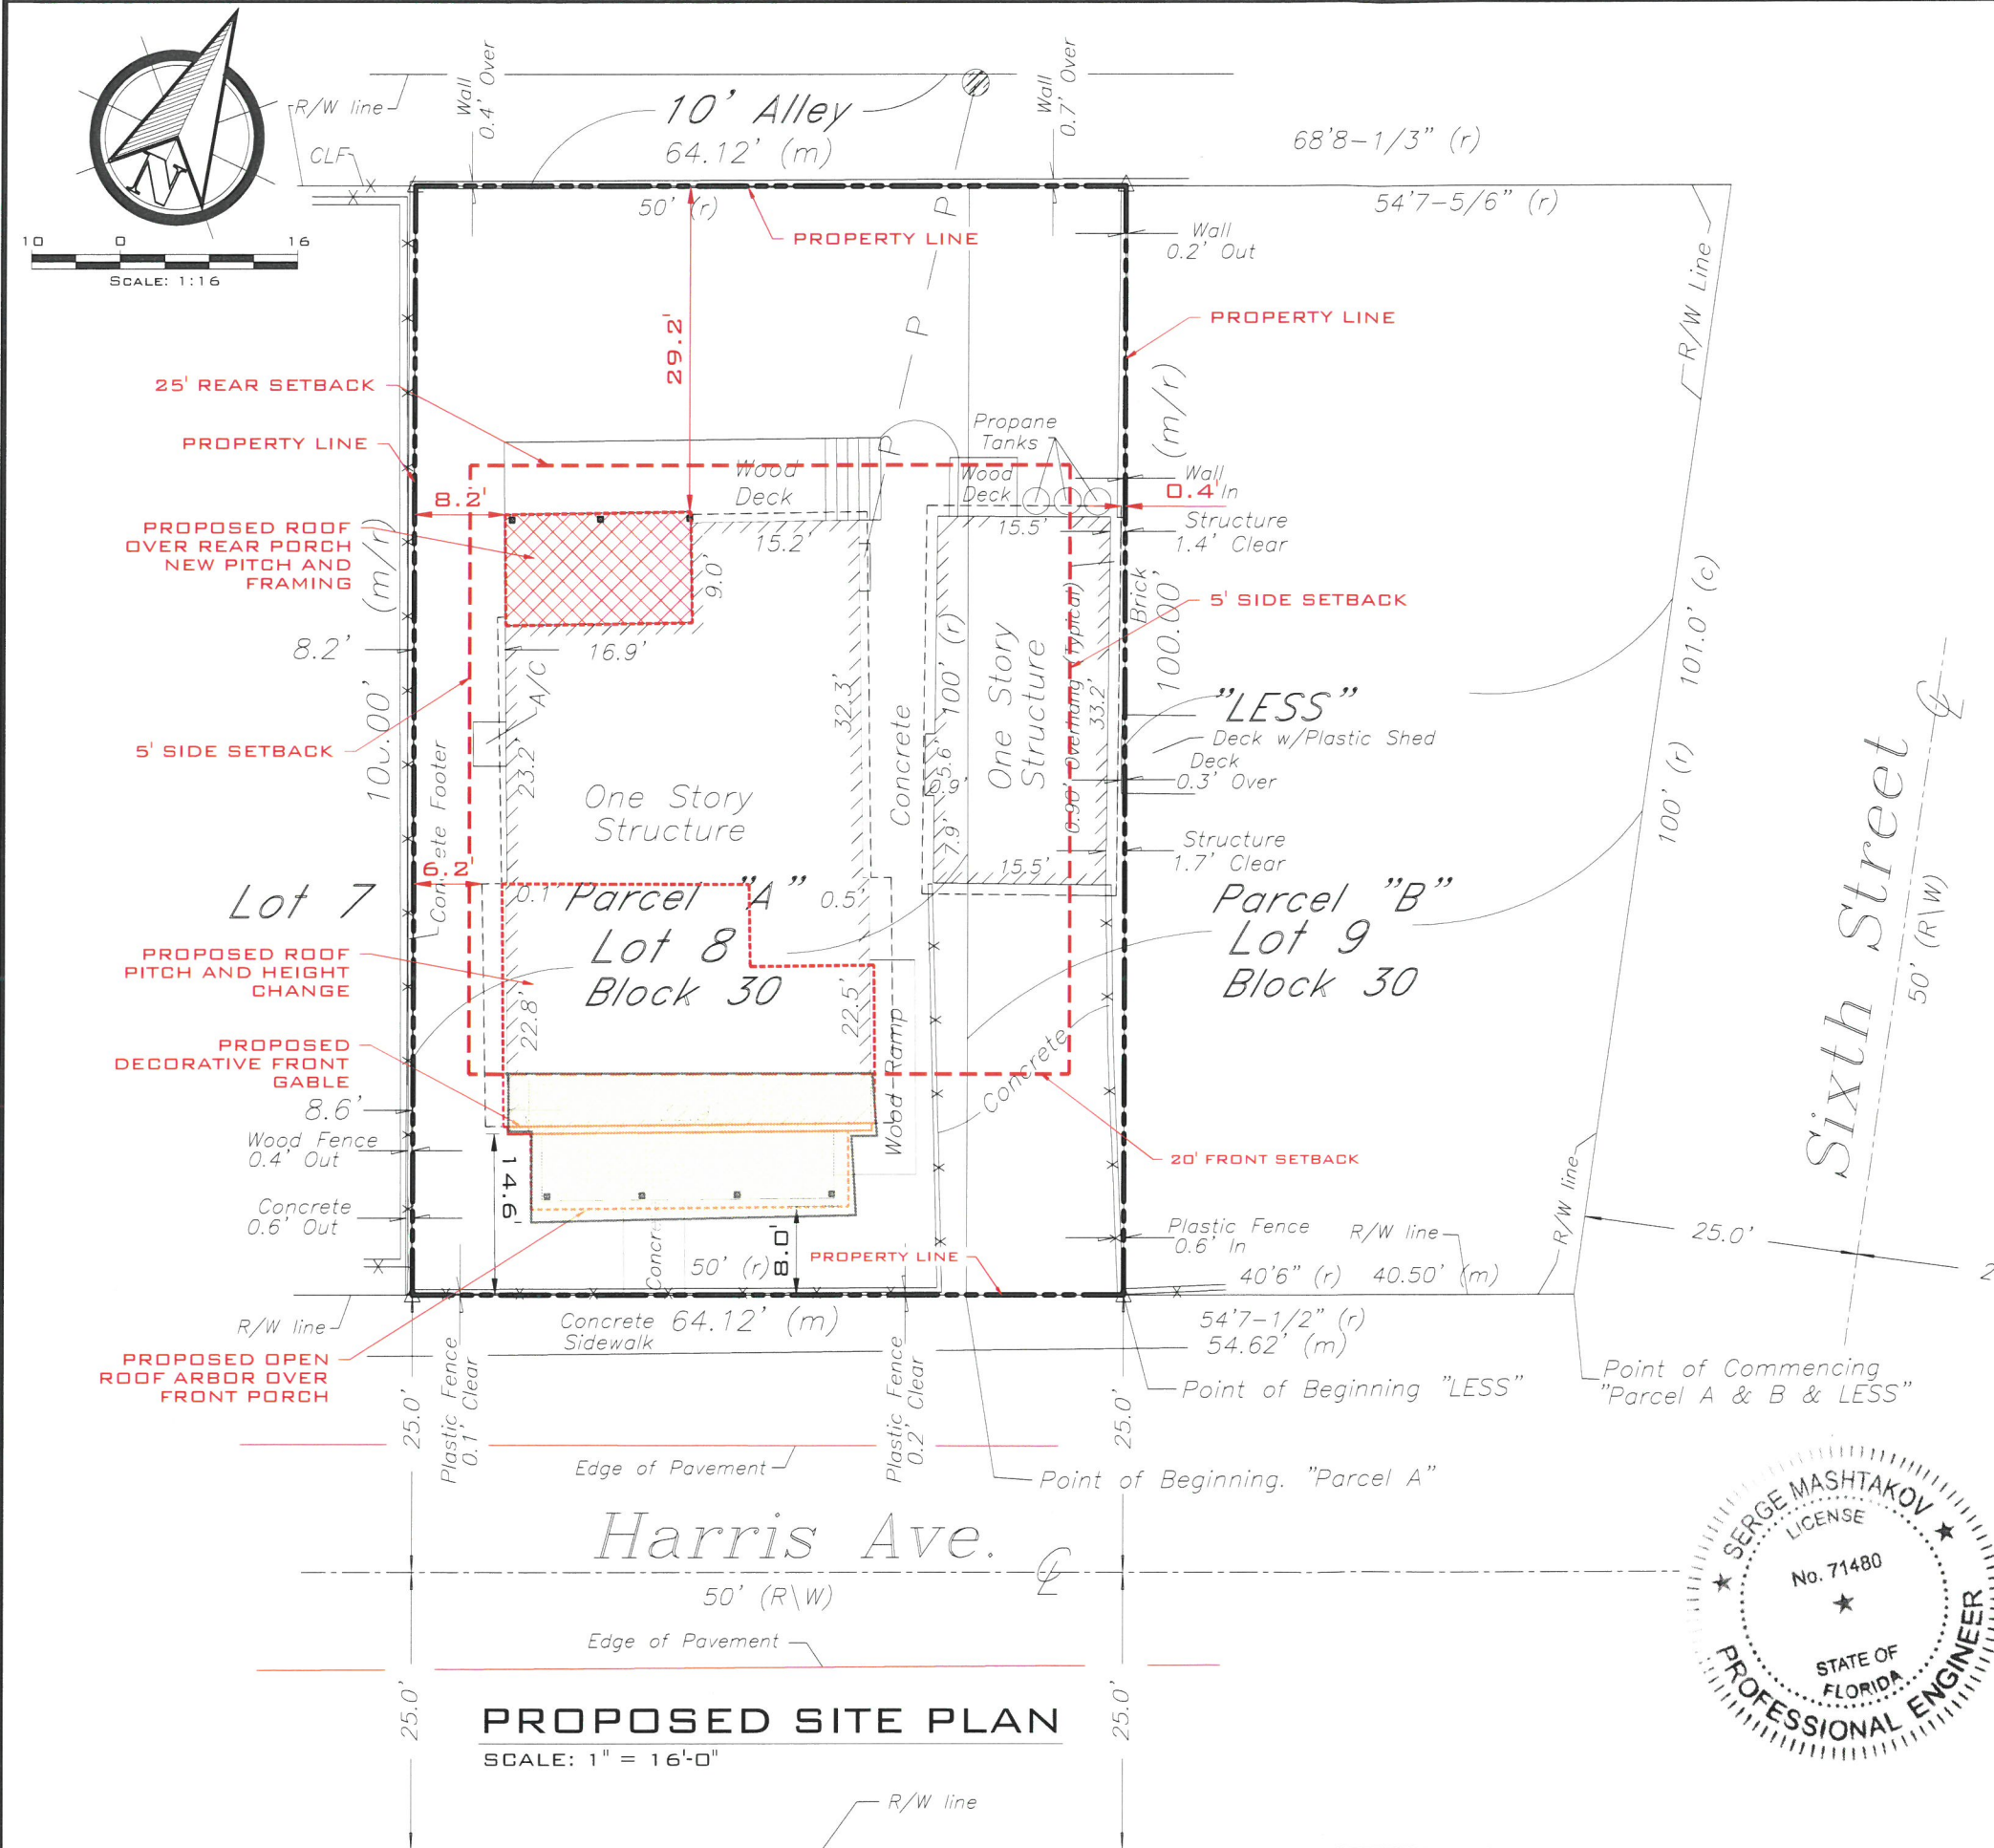 R/W line
CLF
N
Wall
0.4' Over
10' Alley
64.12' (m)
Wall
0.7' Over
68'8-1/3" (r)
54'7-5/6" (r)
50' (r)
PROPERTY LINE
P
P
P
Wall
0.2' Out
R/W Line
10 0 16
SCALE: 1:16
29.2'
PROPERTY LINE
25' REAR SETBACK
PROPERTY LINE
(m/r)
Propane
Tanks
Wood
Deck
Wood
Deck
Wall
0.4' In
8.2'
Structure
1.4' Clear
PROPOSED ROOF
OVER REAR PORCH
NEW PITCH AND
FRAMING
(m/r)
15.2'
15.5'
9.0'
Brick
100.00'
5' SIDE SETBACK
101.0' (c)
8.2'
16.9'
A/C
100' (r)
One Story
Structure
0.90' Overhang (typical)
33.2'
32.3'
Concrete
"LESS"
Deck w/Plastic Shed
Deck
0.3' Over
5' SIDE SETBACK
23.2'
25.6'
0.9'
100' (r)
Sixth Street
50' (R\W)
One Story
Structure
Concrete Footer
7.9'
15.5'
Structure
1.7' Clear
6.2'
Lot 7
0.1'
Parcel "A"
0.5'
Lot 8
Block 30
Parcel "B"
Lot 9
Block 30
PROPOSED ROOF
PITCH AND HEIGHT
CHANGE
22.8'
22.5'
Wood Ramp
Concrete
PROPOSED
DECORATIVE FRONT
GABLE
8.6'
Wood Fence
0.4' Out
14.6'
20' FRONT SETBACK
R/W line
Concrete
0.6' Out
Plastic Fence
0.6' In
R/W line
25.0'
8.0'
50' (r)
PROPERTY LINE
40'6" (r) 40.50' (m)
R/W line
Concrete
Sidewalk
64.12' (m)
54'7-1/2" (r)
54.62' (m)
PROPOSED OPEN
ROOF ARBOR OVER
FRONT PORCH
25.0'
Plastic Fence
0.1' Clear
Plastic Fence
0.2' Clear
25.0'
Point of Beginning "LESS"
Point of Commencing
"Parcel A & B & LESS"
Edge of Pavement
Point of Beginning. "Parcel A"
Harris Ave.
50' (R\W)
Edge of Pavement
25.0'
25.0'
PROPOSED SITE PLAN
SCALE: 1" = 16'-0"
R/W line
SERGE MASHTAKOV
LICENSE
No. 71480
STATE OF
FLORIDA
PROFESSIONAL ENGINEER